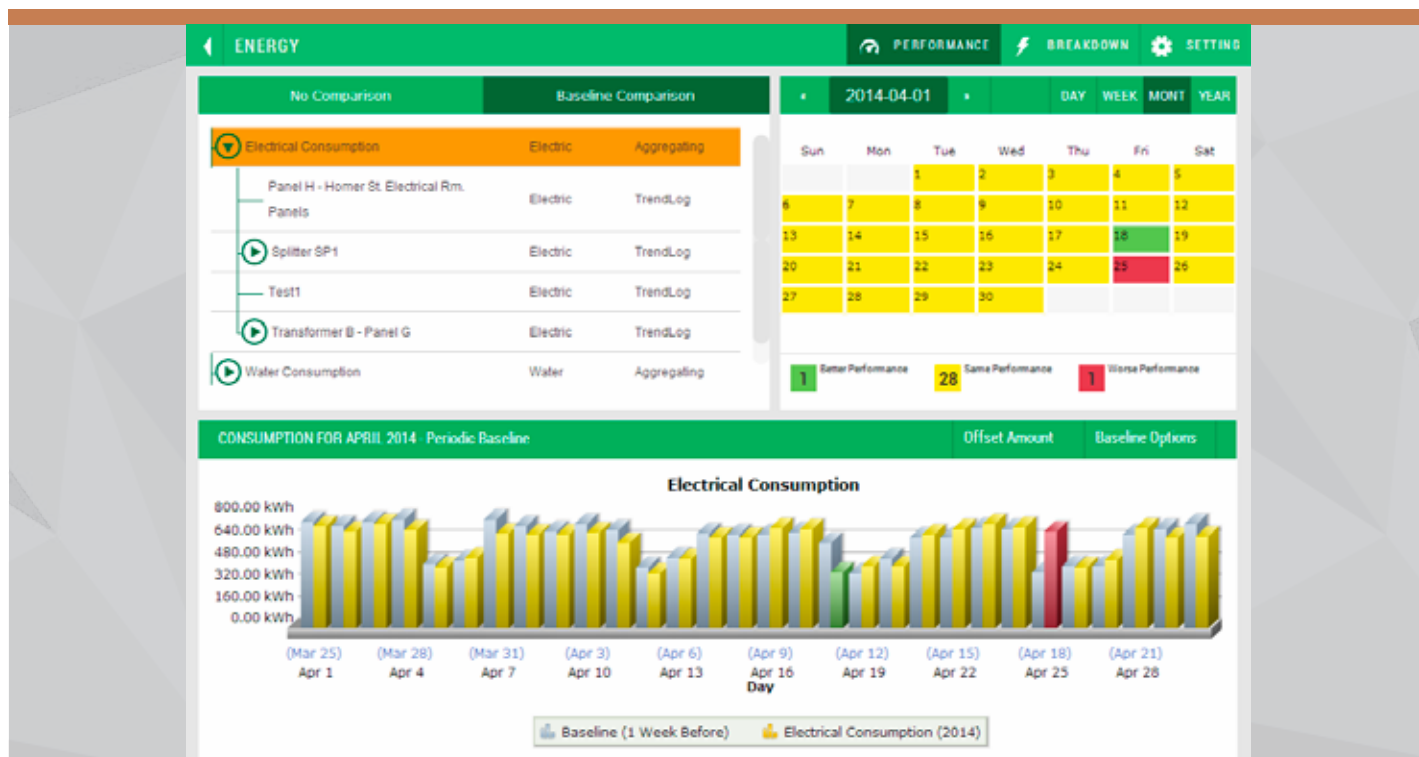 ENERGY
PERFORMANCE
BREAKDOWN
SETTING
No Comparison
Baseline Comparison
2014-04-01
DAY WEEK MONT YEAR
Electrical Consumption Electric Aggregating
Panel H - Homer St. Electrical Rm.
Panels
Electric TrendLog
Splitter SP1 Electric TrendLog
Test1 Electric TrendLog
Transformer B - Panel G Electric TrendLog
Water Consumption Water Aggregating
Sun Mon Tue Wed Thu Fri Sat
1 2 3 4 5
6 7 8 9 10 11 12
13 14 15 16 17 18 19
20 21 22 23 24 25 26
27 28 29 30
1 Better Performance 28 Same Performance 1 Worse Performance
CONSUMPTION FOR APRIL 2014 - Periodic Baseline Offset Amount Baseline Options
Electrical Consumption
800.00 kWh
640.00 kWh
480.00 kWh
320.00 kWh
160.00 kWh
0.00 kWh
(Mar 25) (Mar 28) (Mar 31) (Apr 3) (Apr 6) (Apr 9) (Apr 12) (Apr 15) (Apr 18) (Apr 21)
Apr 1 Apr 4 Apr 7 Apr 10 Apr 13 Apr 16 Apr 19 Apr 22 Apr 25 Apr 28
Day
Baseline (1 Week Before) Electrical Consumption (2014)